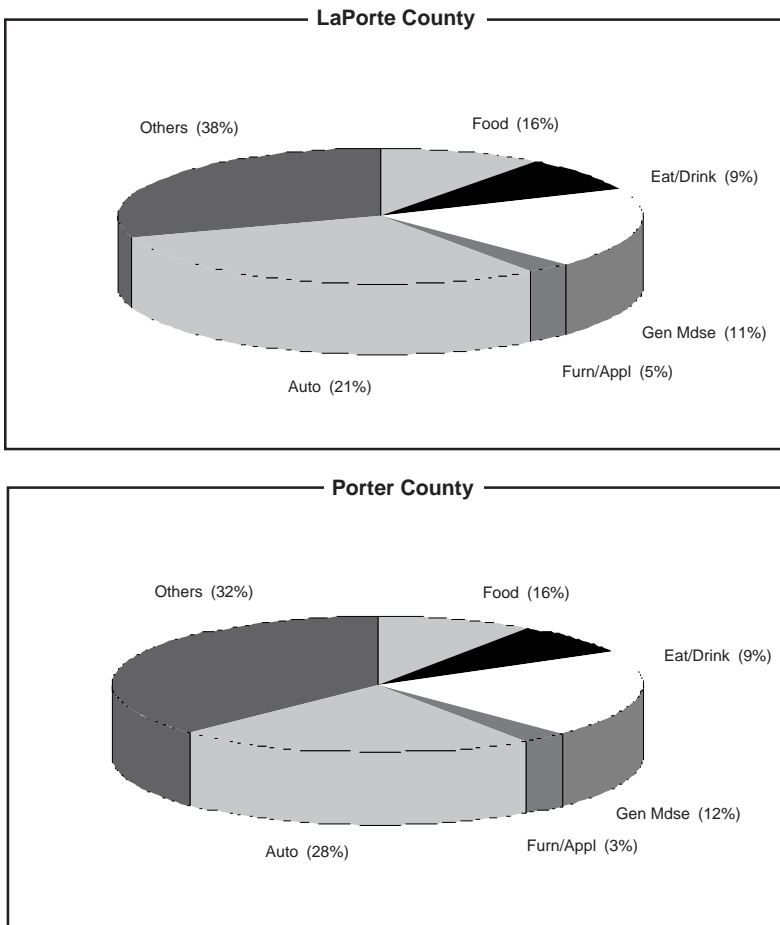 LaPorte County
Others (38%)
Food (16%)
Eat/Drink (9%)
Gen Mdse (11%)
Furn/Appl (5%)
Auto (21%)
Porter County
Others (32%)
Food (16%)
Eat/Drink (9%)
Gen Mdse (12%)
Furn/Appl (3%)
Auto (28%)